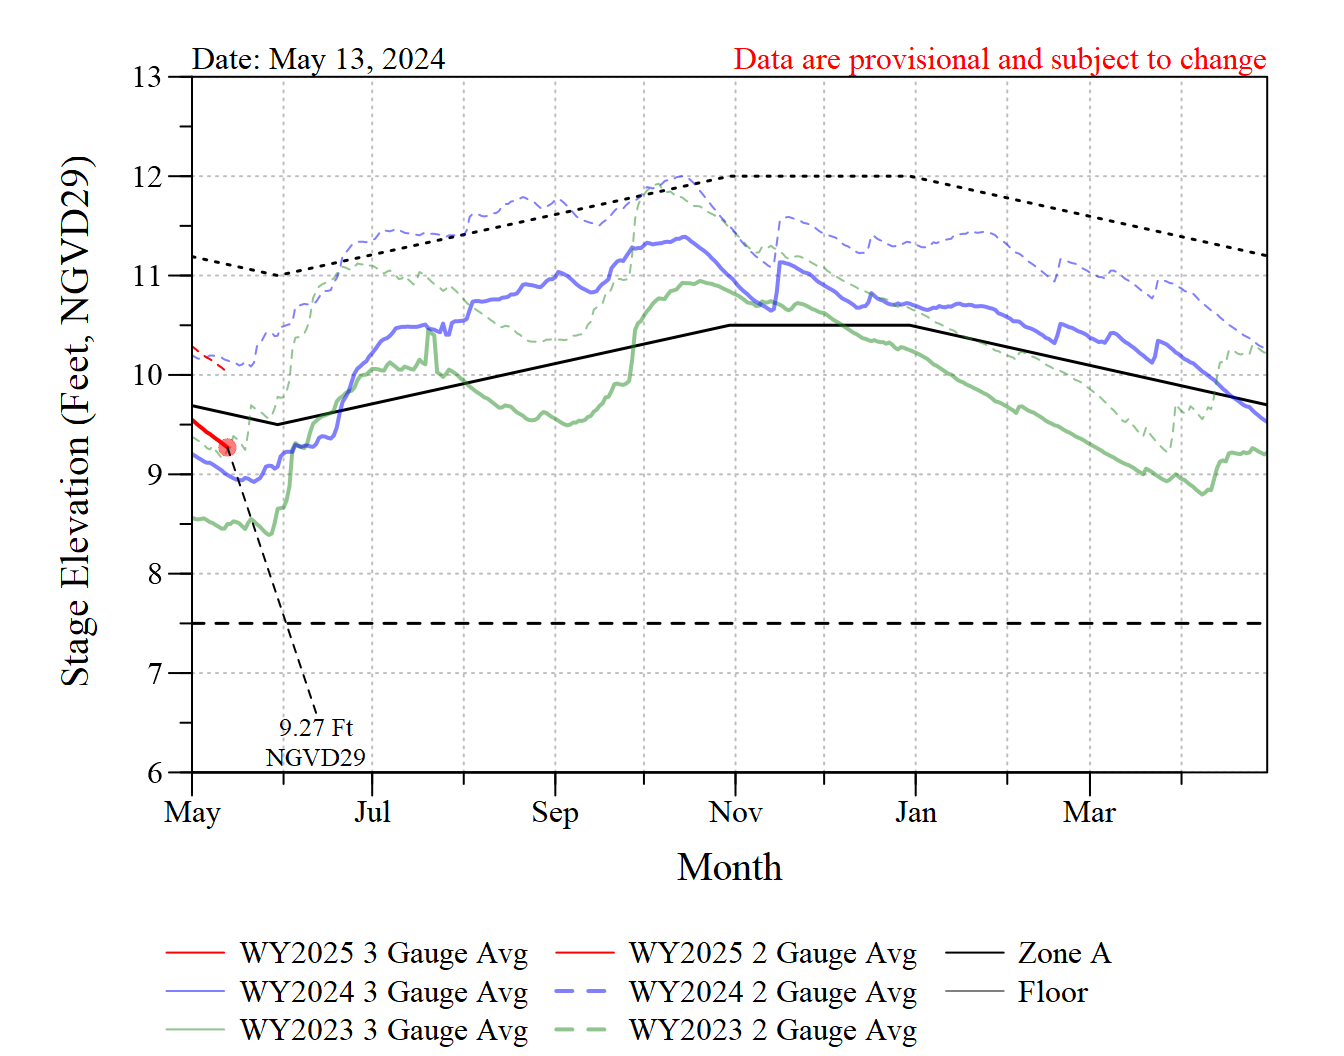 Date: May 13, 2024 Data are provisional and subject to change
13
12
11
10
9
8
7
6
Stage Elevation (Feet, NGVD29)
9.27 Ft
NGVD29
May Jul Sep Nov Jan Mar
Month
WY2025 3 Gauge Avg WY2025 2 Gauge Avg Zone A
WY2024 3 Gauge Avg WY2024 2 Gauge Avg Floor
WY2023 3 Gauge Avg WY2023 2 Gauge Avg